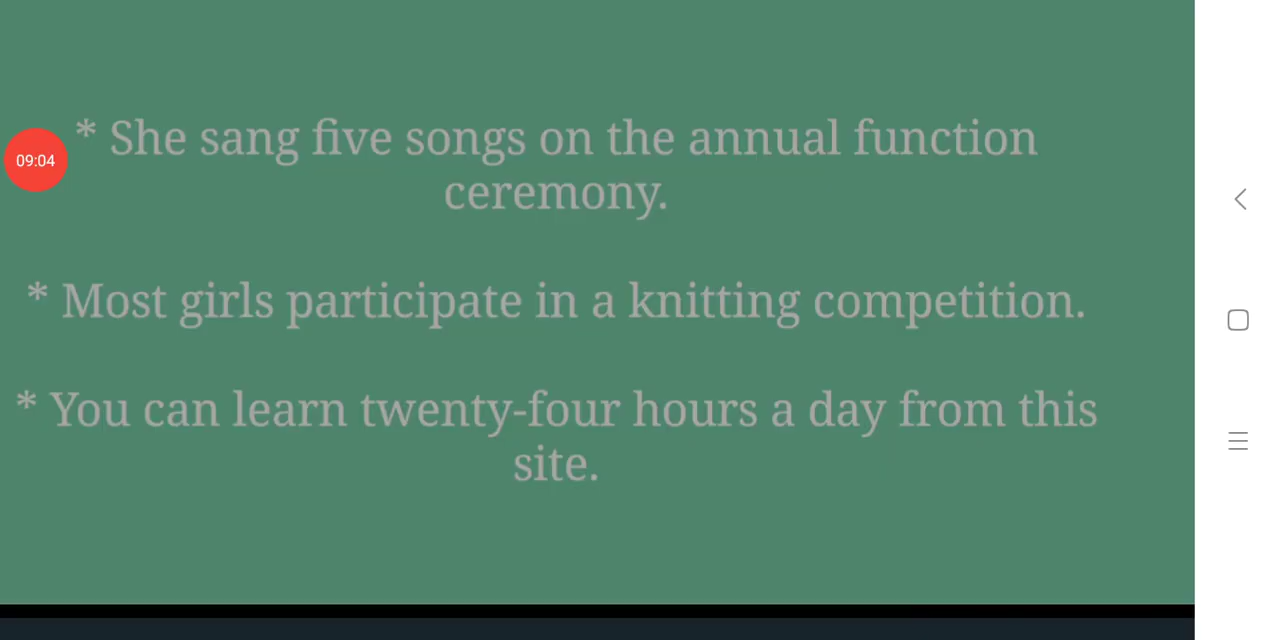 * She sang five songs on the annual function
ceremony.
09:04
* Most girls participate in a knitting competition.
* You can learn twenty-four hours a day from this
site.